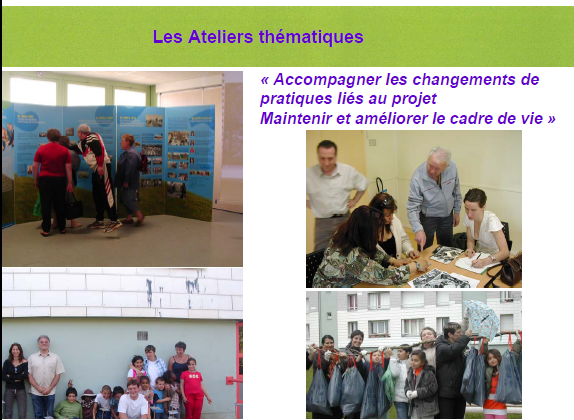 Les Ateliers thématiques
« Accompagner les changements de
pratiques liés au projet
Maintenir et améliorer le cadre de vie »